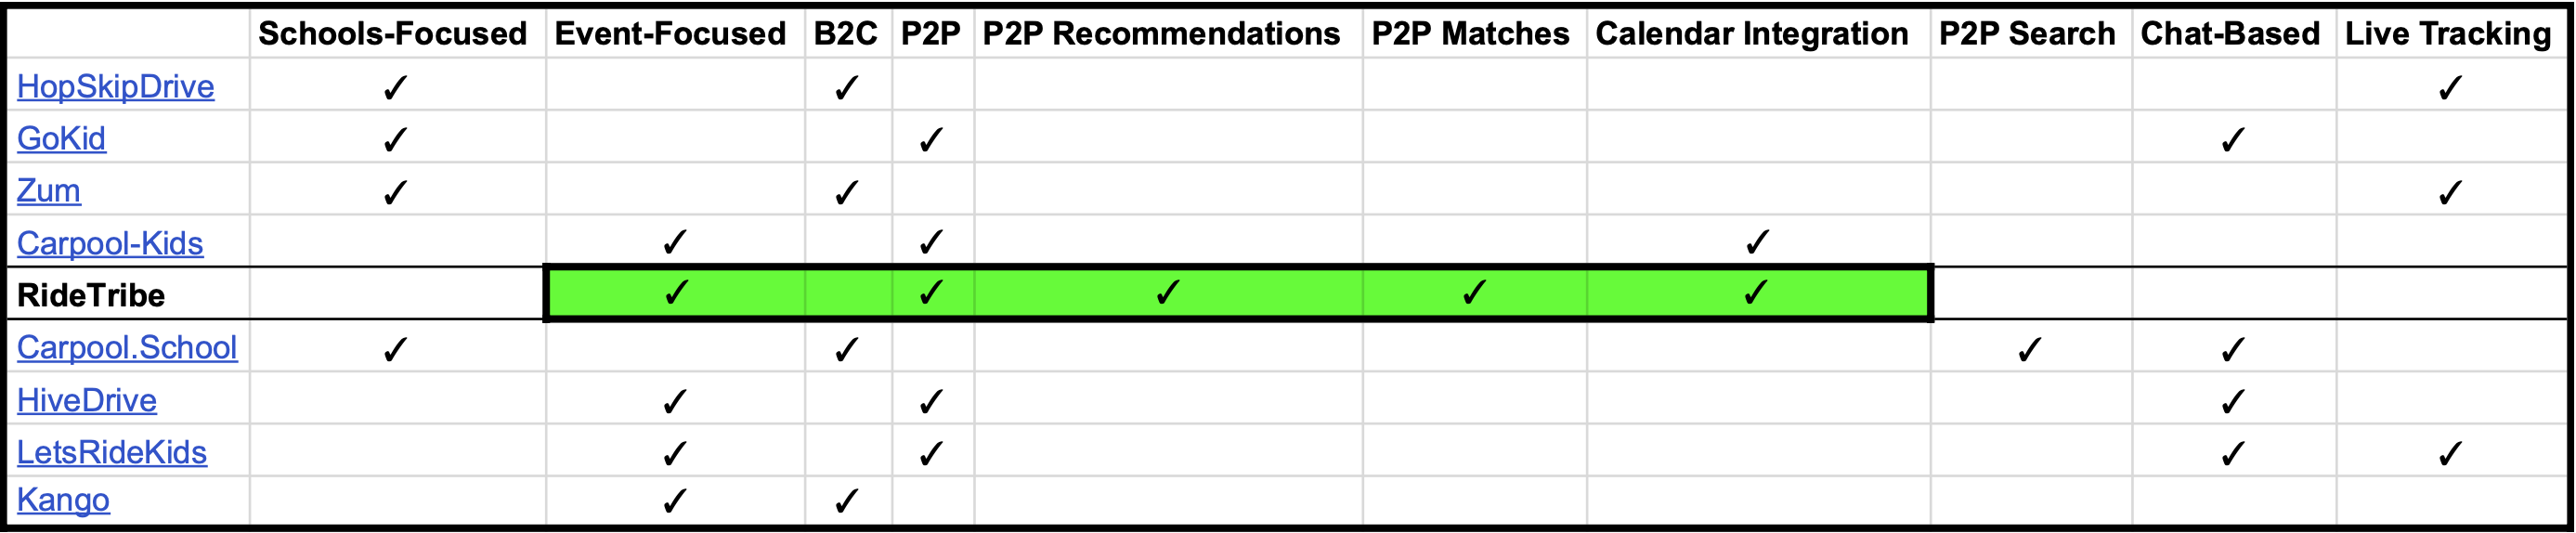 Schools-Focused Event-Focused B2C P2P P2P Recommendations P2P Matches Calendar Integration P2P Search Chat-Based Live Tracking
HopSkipDrive ✓ ✓ ✓
GoKid ✓ ✓ ✓
Zum ✓ ✓ ✓
Carpool-Kids ✓ ✓ ✓
RideTribe ✓ ✓ ✓ ✓ ✓
Carpool.School ✓ ✓ ✓ ✓
HiveDrive ✓ ✓ ✓
LetsRideKids ✓ ✓ ✓ ✓
Kango ✓ ✓